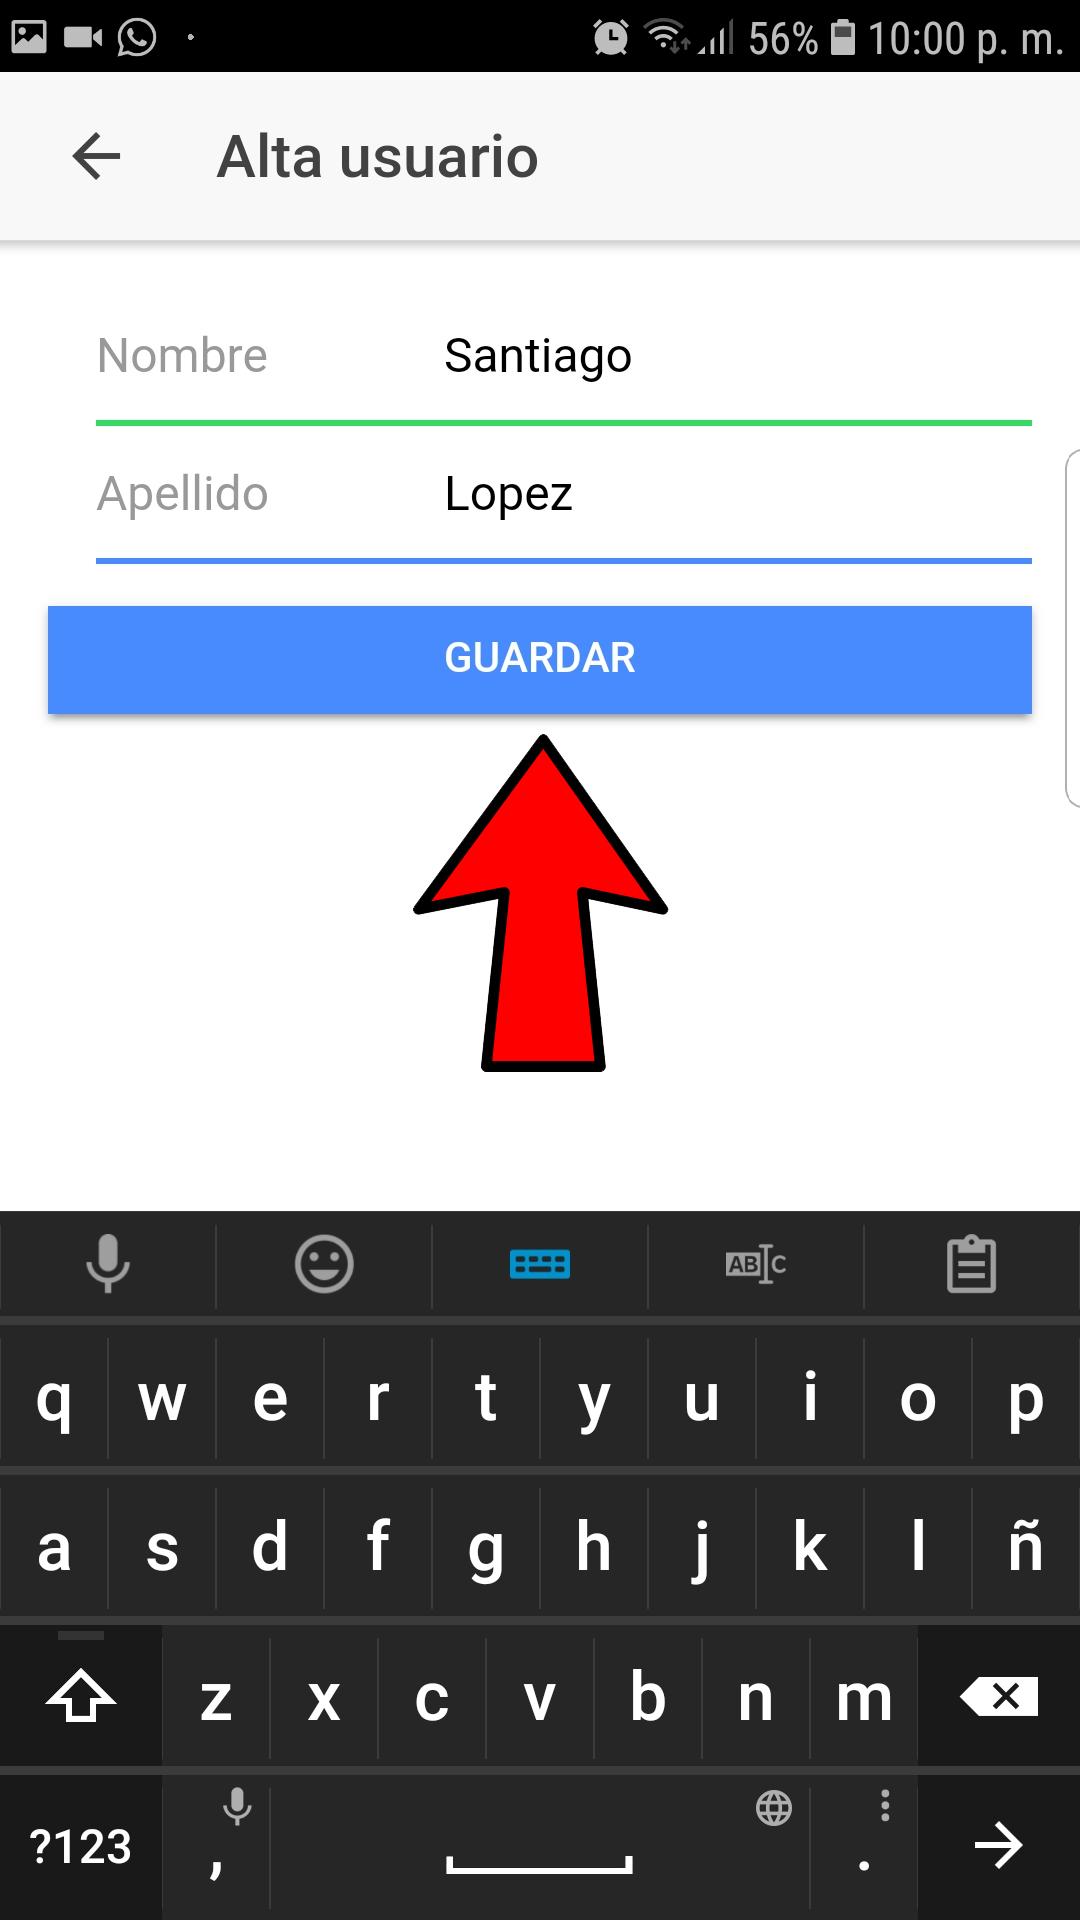 56% 10:00 p. m.
Alta usuario
Nombre Santiago
Apellido Lopez
GUARDAR
ABC
q w e r t y u i o p
a s d f g h j k l ñ
z x c v b n m
?123 , .